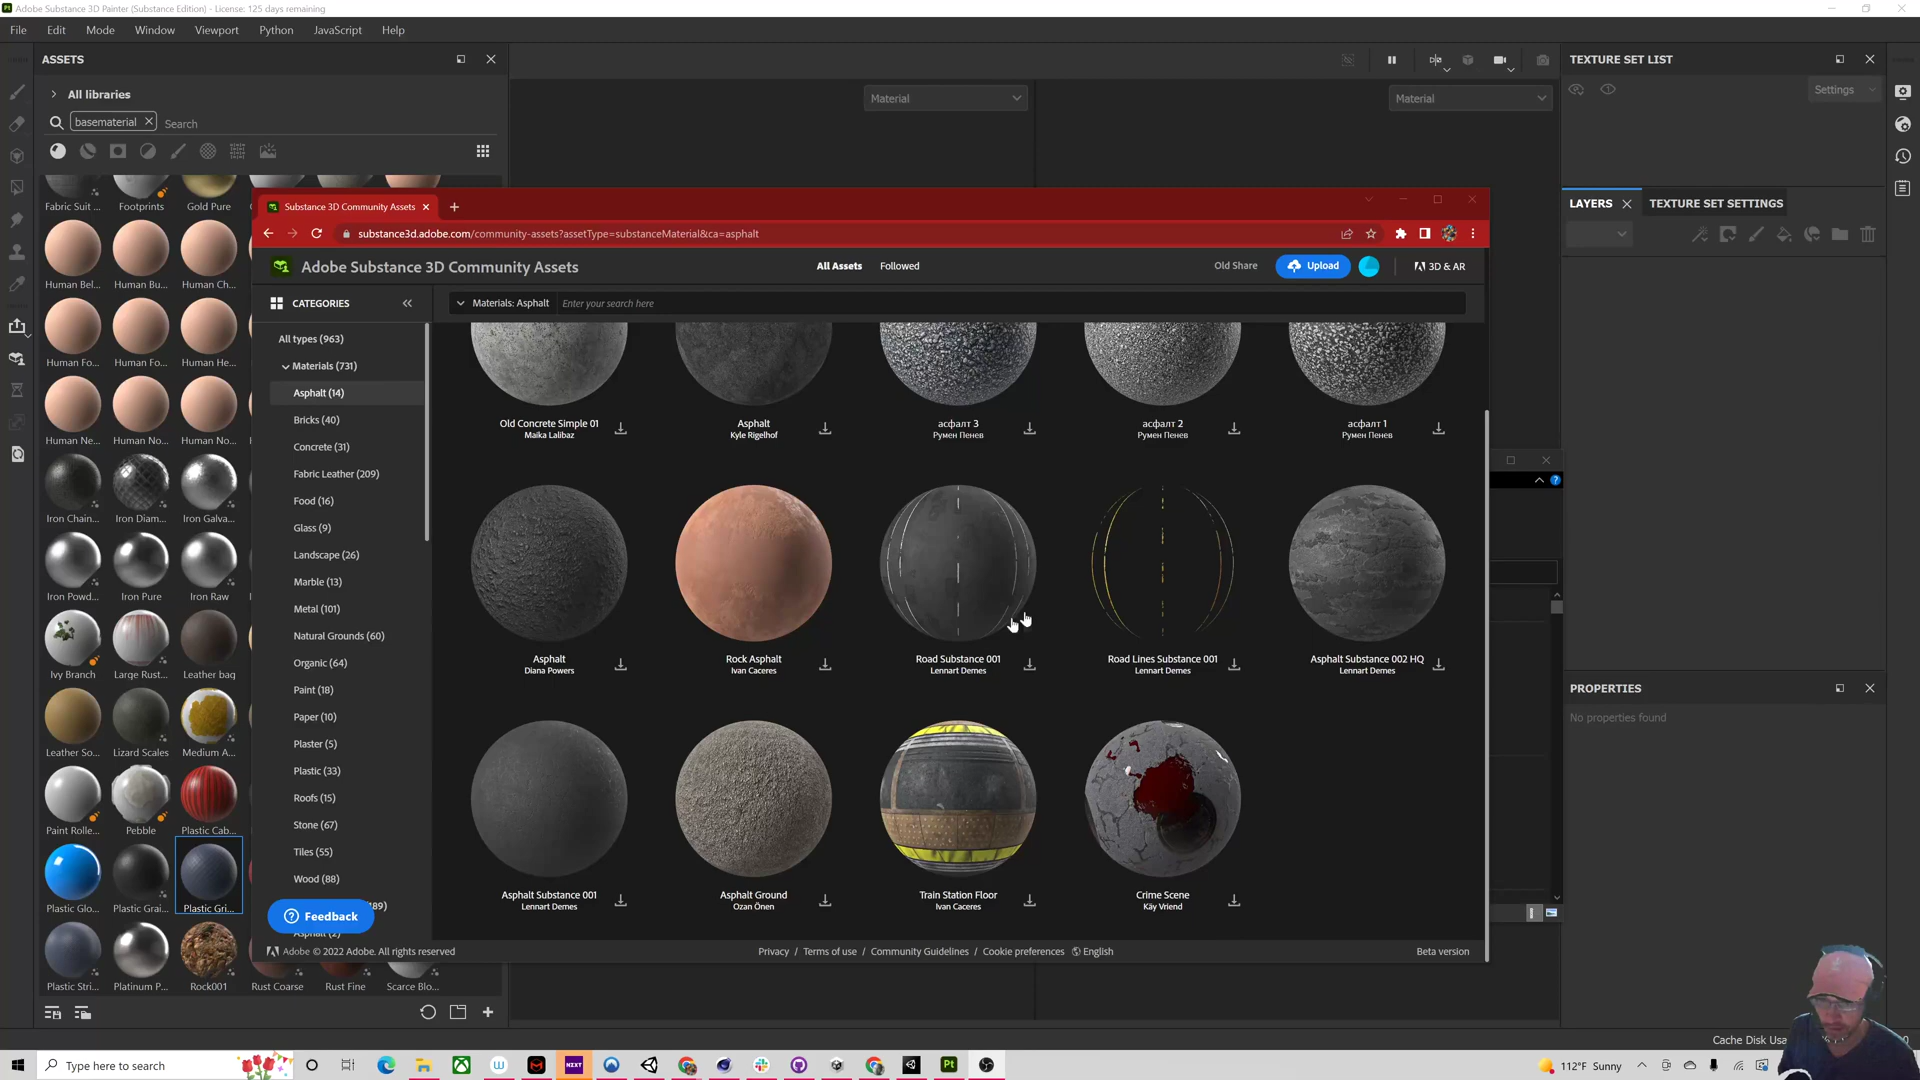 Adobe Substance 3D Painter (Substance Edition) - License: 125 days remaining
File Edit Mode Window Viewport Python JavaScript Help
ASSETS
TEXTURE SET LIST
All libraries
Settings
Material
Material
basematerial
Search
Fabric Suit ...
Footprints
Gold Pure
Human Bel...
Human Bu...
Human Ch...
Human Fo...
Human Fo...
Human He...
Human Ne...
Human No...
Human No...
Iron Chain...
Iron Diam...
Iron Galva...
Iron Powd...
Iron Pure
Iron Raw
Ivy Branch
Large Rust...
Leather bag
Leather So...
Lizard Scales
Medium A...
Paint Rolle...
Pebble
Plastic Cab...
Plastic Glo...
Plastic Grai...
Plastic Gri...
Plastic Stri...
Platinum P...
Rock001
Rust Coarse
Rust Fine
Scarce Blo...
Substance 3D Community Assets
substance3d.adobe.com/community-assets?assetType=substanceMaterial&ca=asphalt
Adobe Substance 3D Community Assets
All Assets
Followed
Old Share
Upload
3D & AR
CATEGORIES
Materials: Asphalt
Enter your search here
All types (963)
Materials (731)
Asphalt (14)
Bricks (40)
Concrete (31)
Fabric Leather (209)
Food (16)
Glass (9)
Landscape (26)
Marble (13)
Metal (101)
Natural Grounds (60)
Organic (64)
Paint (18)
Paper (10)
Plaster (5)
Plastic (33)
Roofs (15)
Stone (67)
Tiles (55)
Wood (88)
Feedback
Old Concrete Simple 01
Maika Lalibaz
Asphalt
Kyle Rigelhof
асфалт 3
Румен Пенев
асфалт 2
Румен Пенев
асфалт 1
Румен Пенев
Asphalt
Diana Powers
Rock Asphalt
Ivan Caceres
Road Substance 001
Lennart Demes
Road Lines Substance 001
Lennart Demes
Asphalt Substance 002 HQ
Lennart Demes
Asphalt Substance 001
Lennart Demes
Asphalt Ground
Ozan Önen
Train Station Floor
Ivan Caceres
Crime Scene
Käy Vriend
Adobe © 2022 Adobe. All rights reserved
Privacy / Terms of use / Community Guidelines / Cookie preferences
English
Beta version
LAYERS
TEXTURE SET SETTINGS
PROPERTIES
No properties found
Cache Disk
Type here to search
NIXT
Pt
112°F Sunny